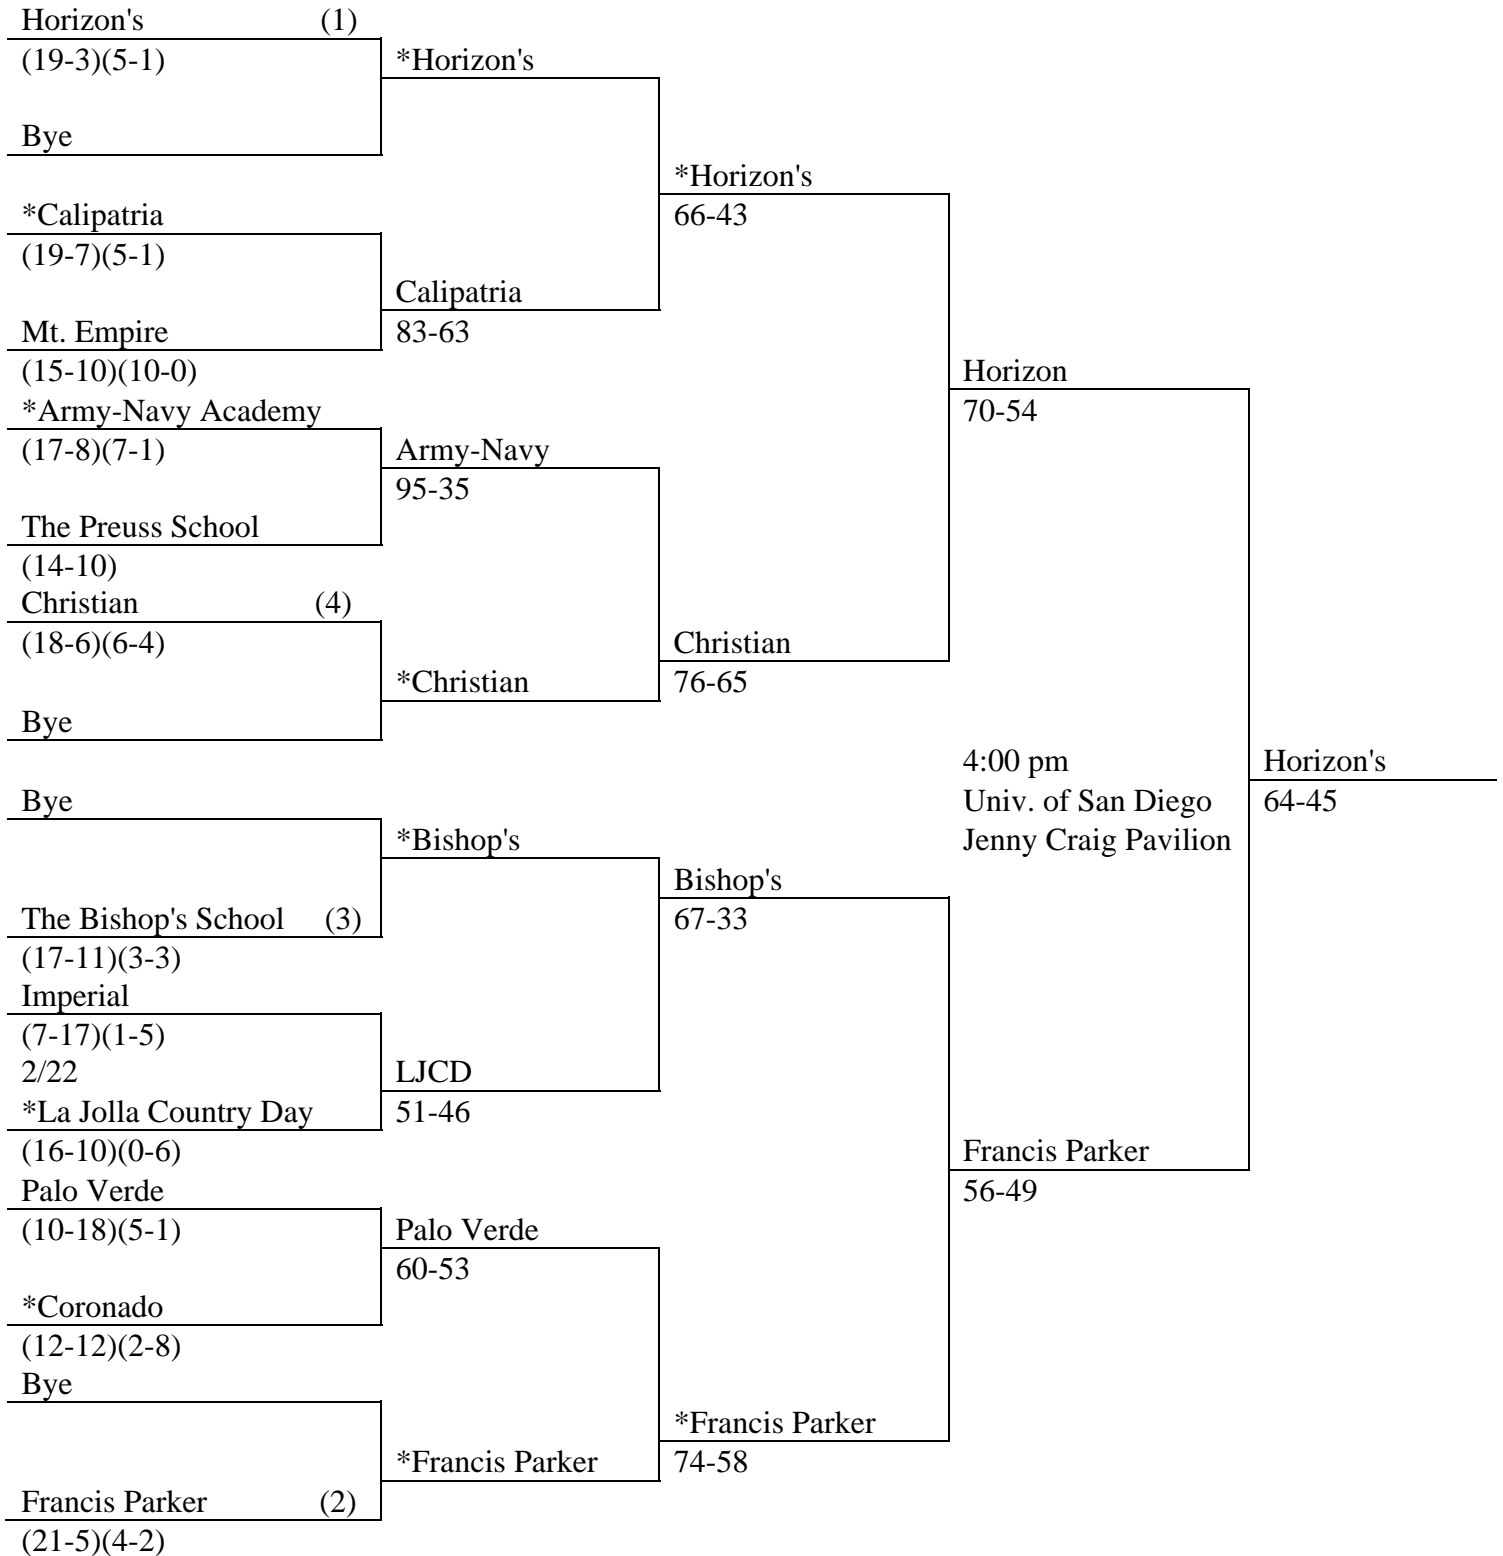 Horizon's (1)
(19-3)(5-1)
Bye
*Calipatria
(19-7)(5-1)
Mt. Empire
(15-10)(10-0)
*Army-Navy Academy
(17-8)(7-1)
The Preuss School
(14-10)
Christian (4)
(18-6)(6-4)
Bye
Bye
The Bishop's School (3)
(17-11)(3-3)
Imperial
(7-17)(1-5)
2/22
*La Jolla Country Day
(16-10)(0-6)
Palo Verde
(10-18)(5-1)
*Coronado
(12-12)(2-8)
Bye
Francis Parker (2)
(21-5)(4-2)
*Horizon's
Calipatria
83-63
Army-Navy
95-35
*Christian
*Bishop's
LJCD
51-46
Palo Verde
60-53
*Francis Parker
*Horizon's
66-43
Christian
76-65
Bishop's
67-33
*Francis Parker
74-58
Horizon
70-54
4:00 pm
Univ. of San Diego
Jenny Craig Pavilion
Francis Parker
56-49
Horizon's
64-45